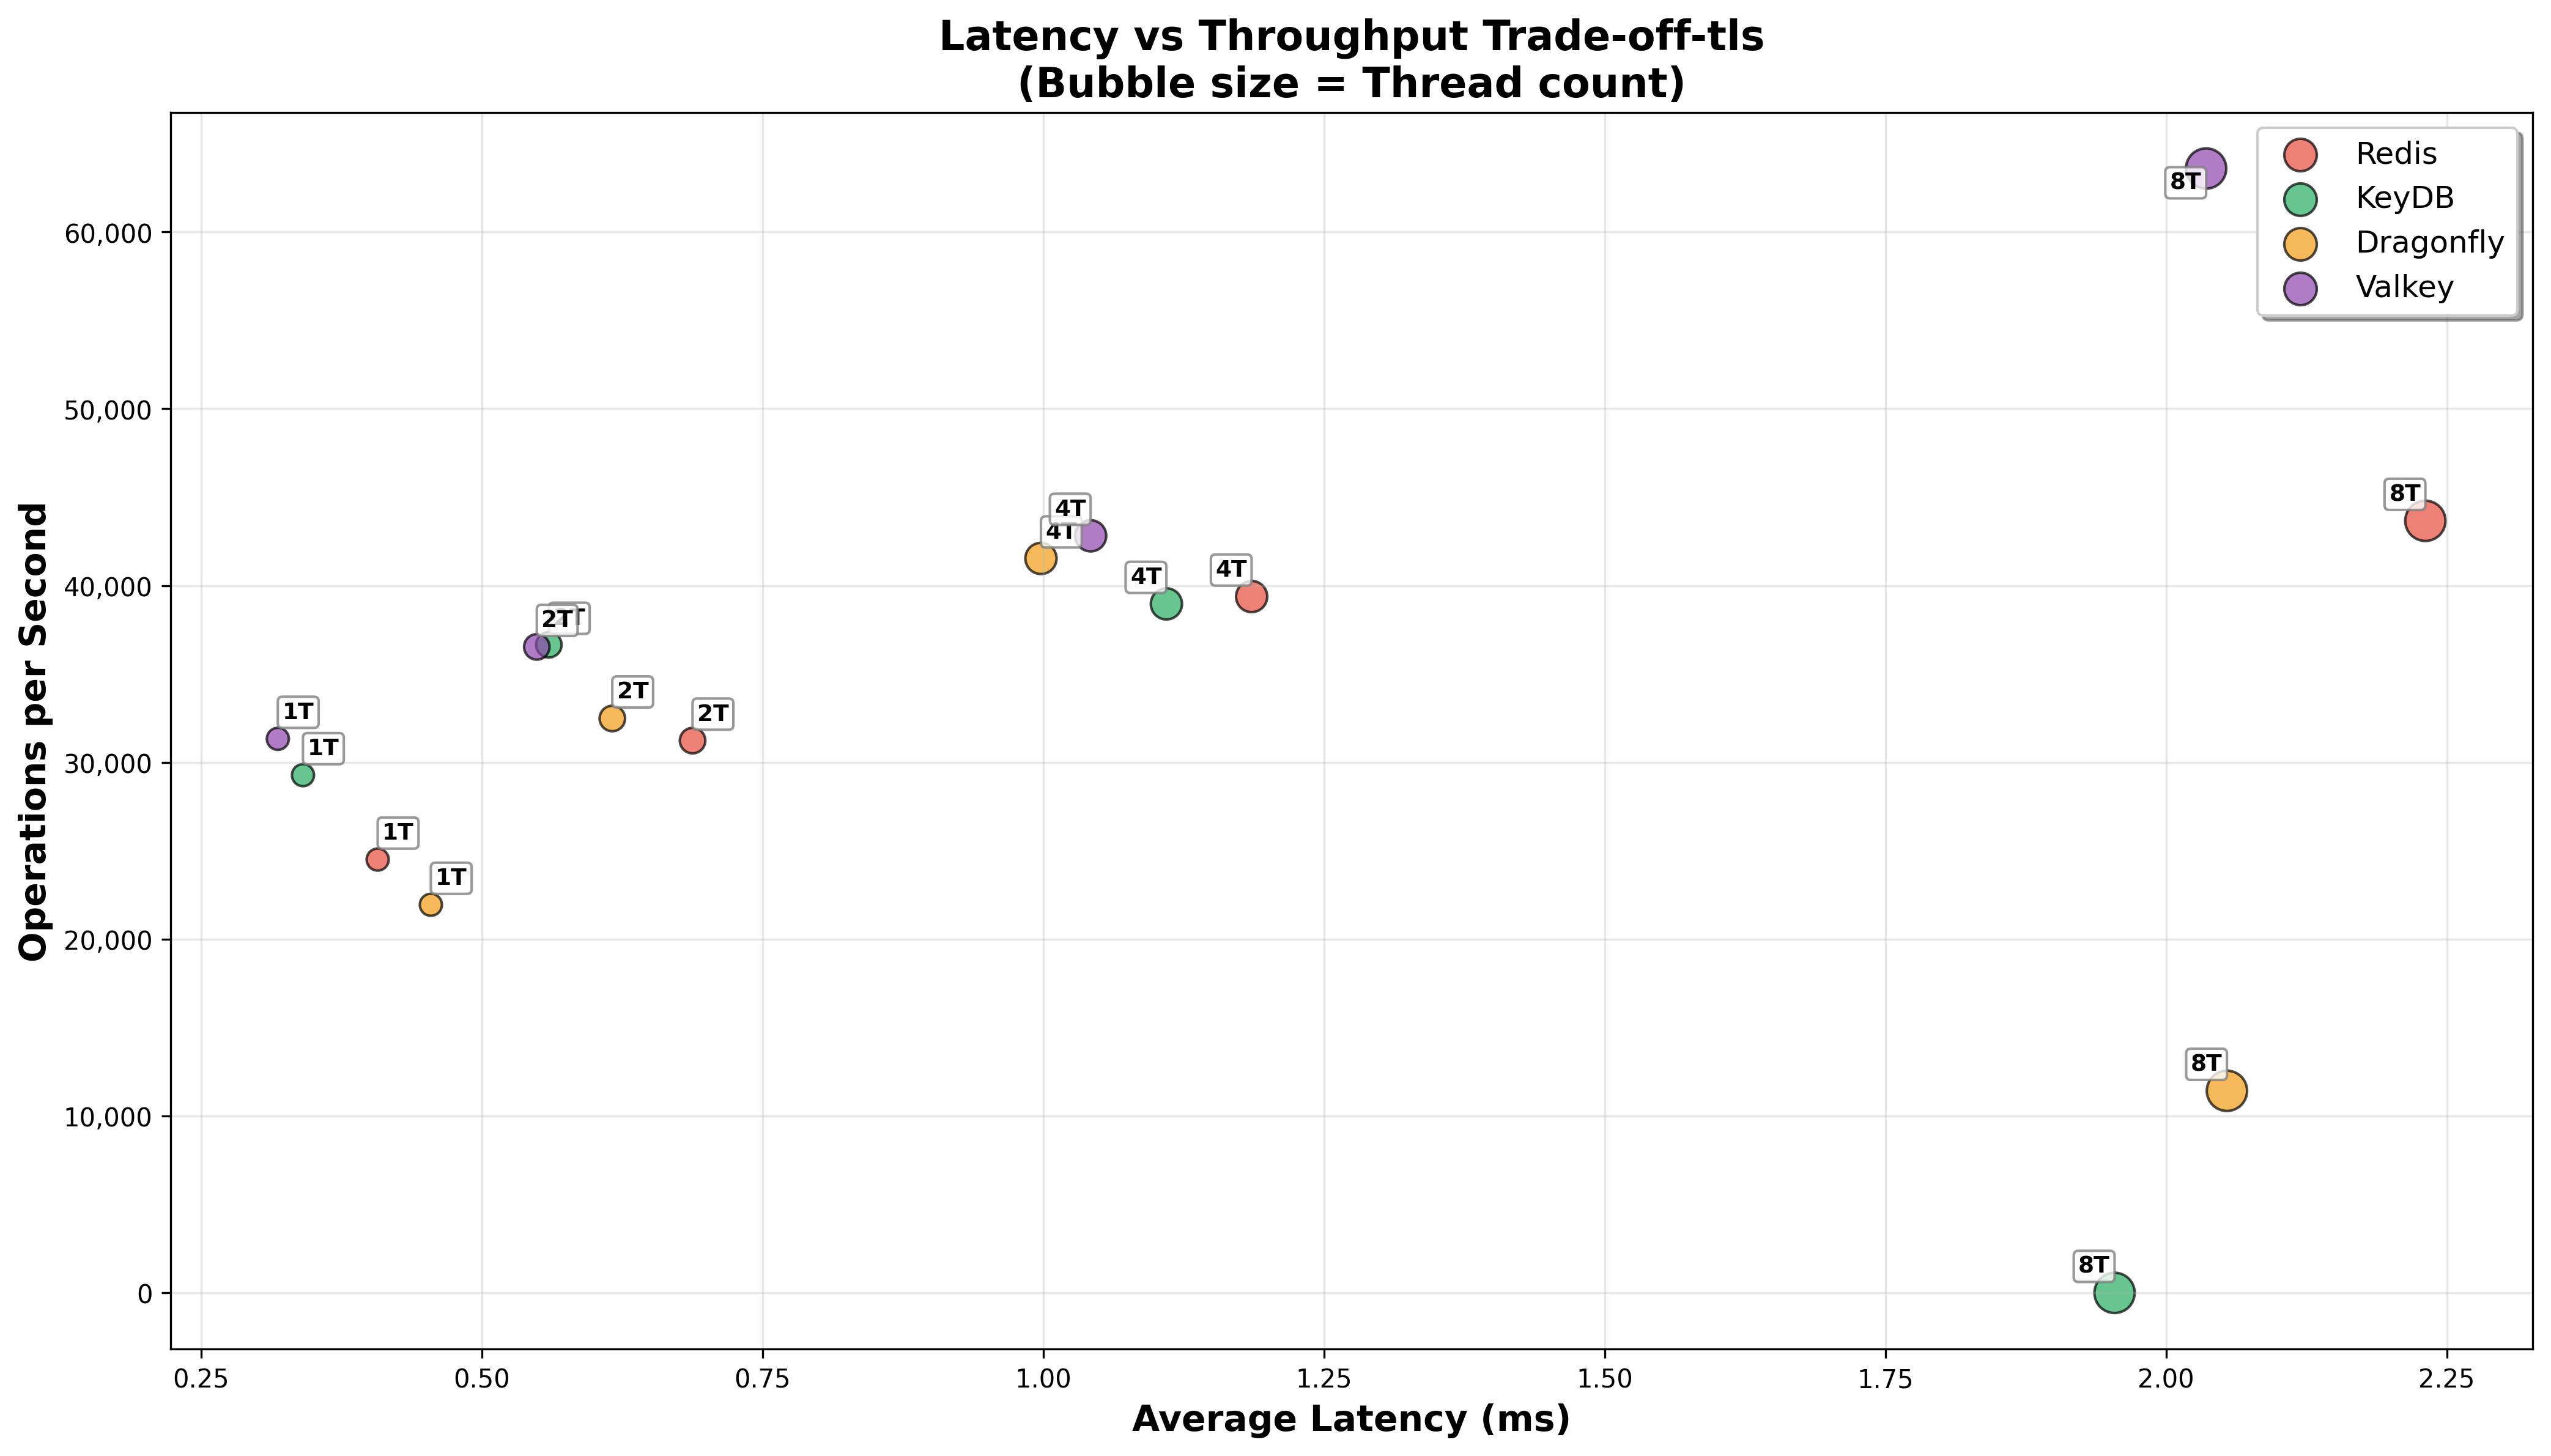 Latency vs Throughput Trade-off-tls
(Bubble size = Thread count)
Redis
KeyDB
Dragonfly
Valkey
Operations per Second
60,000
50,000
40,000
30,000
20,000
10,000
0
8T
8T
4T
4T
4T
4T
2T
2T
2T
1T
1T
1T
1T
8T
8T
0.25
0.50
0.75
1.00
1.25
1.50
1.75
2.00
2.25
Average Latency (ms)